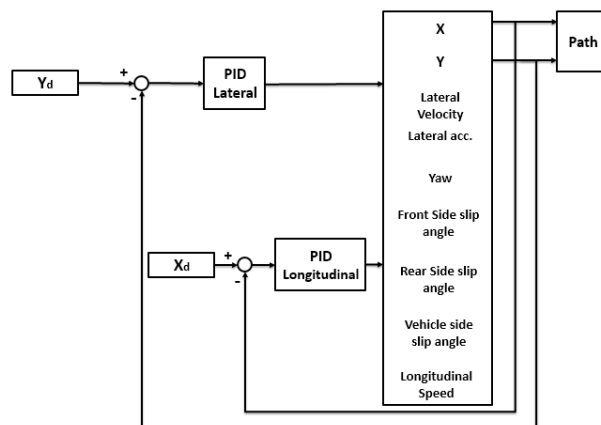 X
Path
Y
+
PID
Lateral
Yd
-
Lateral
Velocity
Lateral acc.
Yaw
Front Side slip
angle
+
PID
Longitudinal
Xd
-
Rear Side slip
angle
Vehicle side
slip angle
Longitudinal
Speed